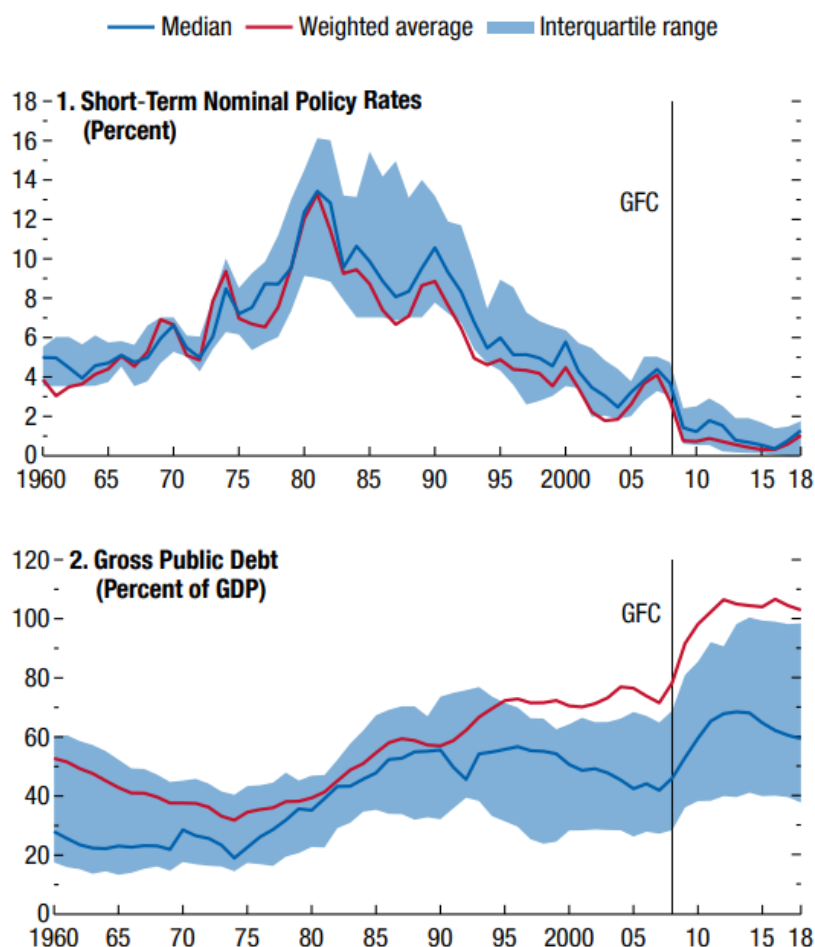 Median Weighted average Interquartile range
18
1. Short-Term Nominal Policy Rates
(Percent)
16
14
GFC
12
10
8
6
4
2
0
1960 65 70 75 80 85 90 95 2000 05 10 15 18
120
2. Gross Public Debt
(Percent of GDP)
100
GFC
80
60
40
20
0
1960 65 70 75 80 85 90 95 2000 05 10 15 18